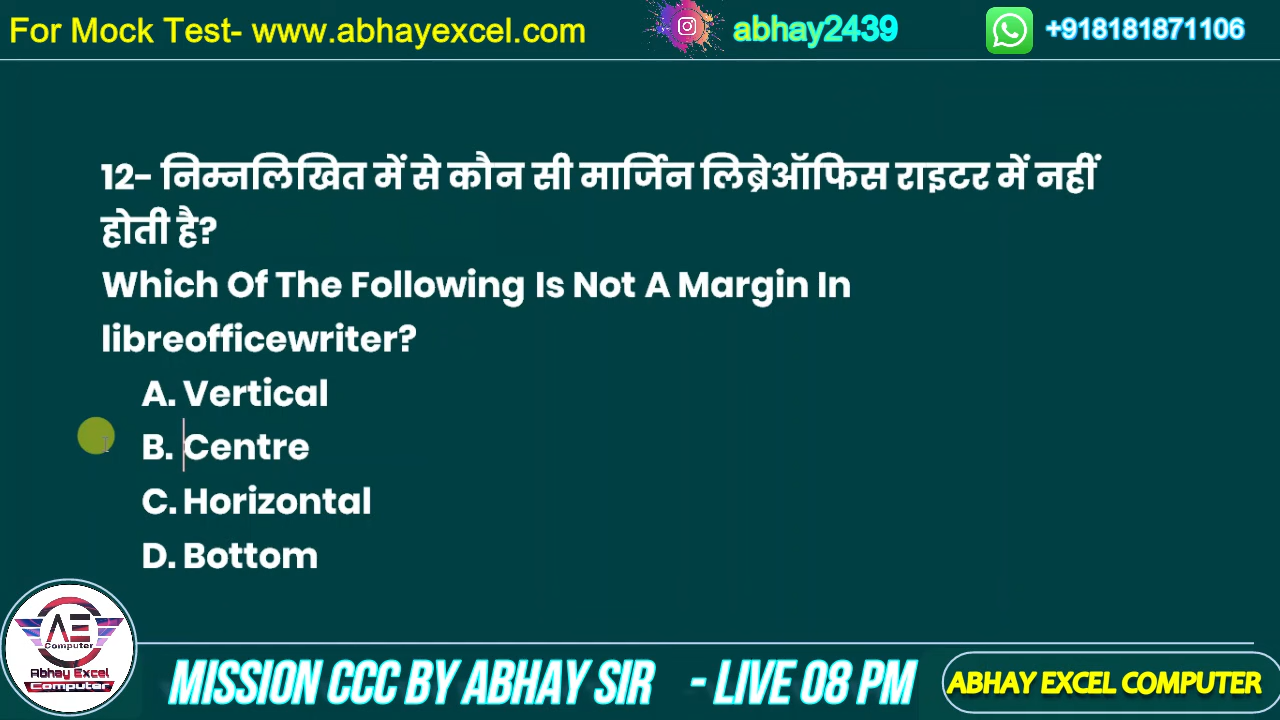 For Mock Test- www.abhayexcel.com
abhay2439
+918181871106
12- निम्नलिखित में से कौन सी मार्जिन लिब्रेऑफिस राइटर में नहीं
होती है?
Which Of The Following Is Not A Margin In
libreofficewriter?
A. Vertical
B. Centre
C. Horizontal
D. Bottom
AE
Computer
Abhay Excel
Computer
MISSION CCC BY ABHAY SIR - LIVE 08 PM
ABHAY EXCEL COMPUTER